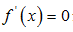 f'(x) = 0